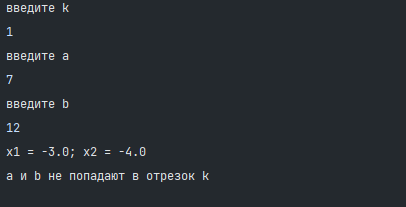 введите k
1
введите a
7
введите b
12
x1 = -3.0; x2 = -4.0
a и b не попадают в отрезок k